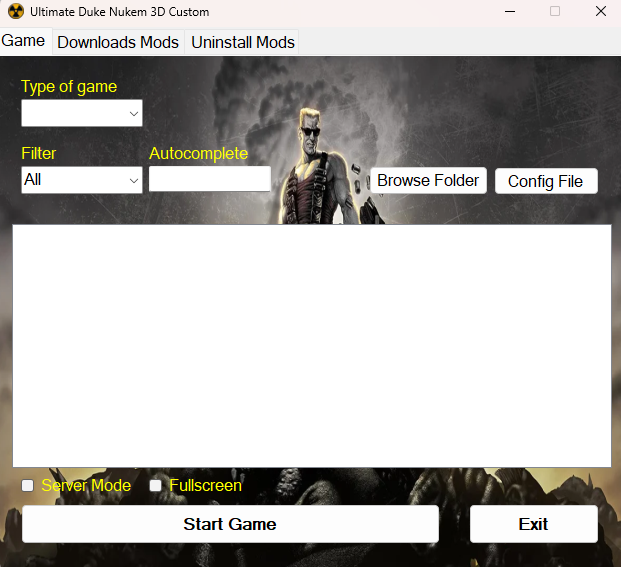 Ultimate Duke Nukem 3D Custom
Game Downloads Mods Uninstall Mods
Type of game
Filter Autocomplete
All Browse Folder Config File
Server Mode Fullscreen
Start Game Exit